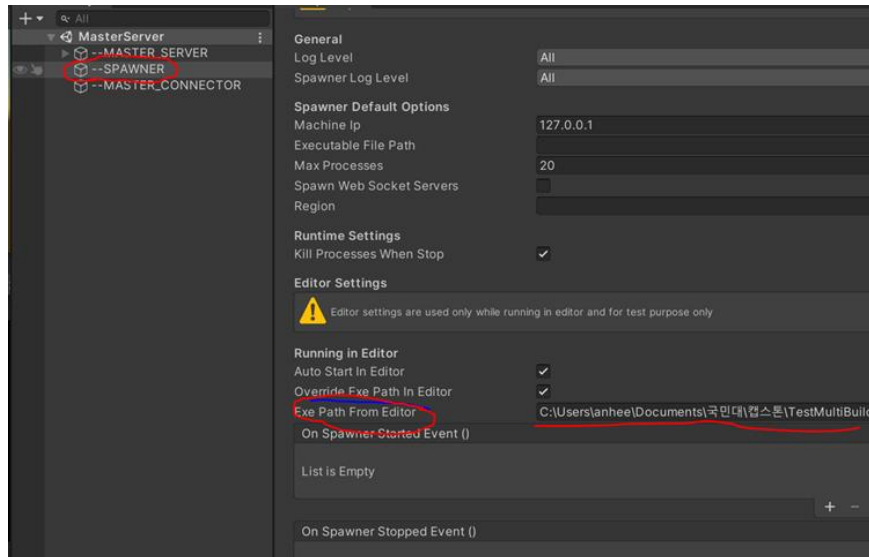 All
MasterServer
--MASTER_SERVER
--SPAWNER
--MASTER_CONNECTOR
General
Log Level All
Spawner Log Level All
Spawner Default Options
Machine Ip 127.0.0.1
Executable File Path
Max Processes 20
Spawn Web Socket Servers
Region
Runtime Settings
Kill Processes When Stop
Editor Settings
Editor settings are used only while running in editor and for test purpose only
Running in Editor
Auto Start In Editor
Override Exe Path In Editor
Exe Path From Editor C:\Users\anhee\Documents\국민대\캡스톤\TestMultiBuild
On Spawner Started Event ()
List is Empty
+ −
On Spawner Stopped Event ()